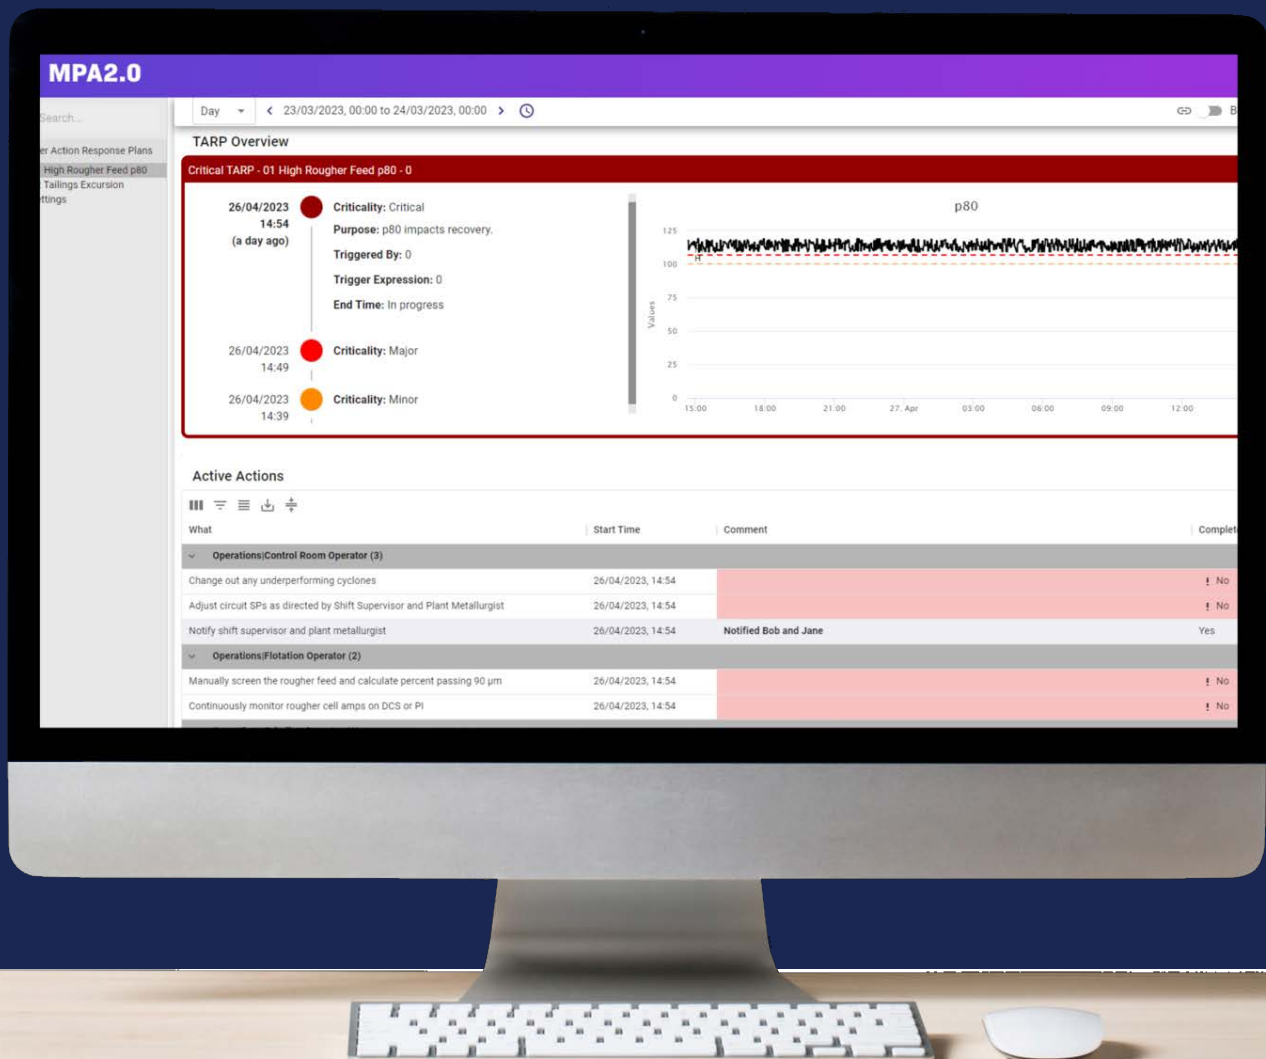 MPA2.0
Search...
Day
23/03/2023, 00:00 to 24/03/2023, 00:00
B
er Action Response Plans
High Rougher Feed p80
Tailings Excursion
ttings
TARP Overview
Critical TARP - 01 High Rougher Feed p80 - 0
26/04/2023
14:54
(a day ago)
Criticality: Critical
Purpose: p80 impacts recovery.
Triggered By: 0
Trigger Expression: 0
End Time: In progress
26/04/2023
14:49
Criticality: Major
26/04/2023
14:39
Criticality: Minor
p80
Values
125
100
75
50
25
0
H
15:00 18:00 21:00 27. Apr 03:00 06:00 09:00 12:00
Active Actions
What Start Time Comment Complet
Operations|Control Room Operator (3)
Change out any underperforming cyclones 26/04/2023, 14:54 ! No
Adjust circuit SPs as directed by Shift Supervisor and Plant Metallurgist 26/04/2023, 14:54 ! No
Notify shift supervisor and plant metallurgist 26/04/2023, 14:54 Notified Bob and Jane Yes
Operations|Flotation Operator (2)
Manually screen the rougher feed and calculate percent passing 90 µm 26/04/2023, 14:54 ! No
Continuously monitor rougher cell amps on DCS or PI 26/04/2023, 14:54 ! No